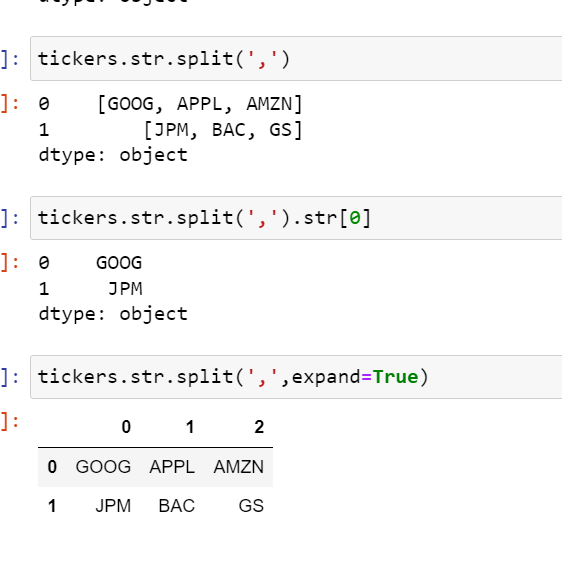 ]: tickers.str.split(',')
]: 0 [GOOG, APPL, AMZN]
1 [JPM, BAC, GS]
dtype: object
]: tickers.str.split(',').str[0]
]: 0 GOOG
1 JPM
dtype: object
]: tickers.str.split(',',expand=True)
]:
0 1 2
0 GOOG APPL AMZN
1 JPM BAC GS